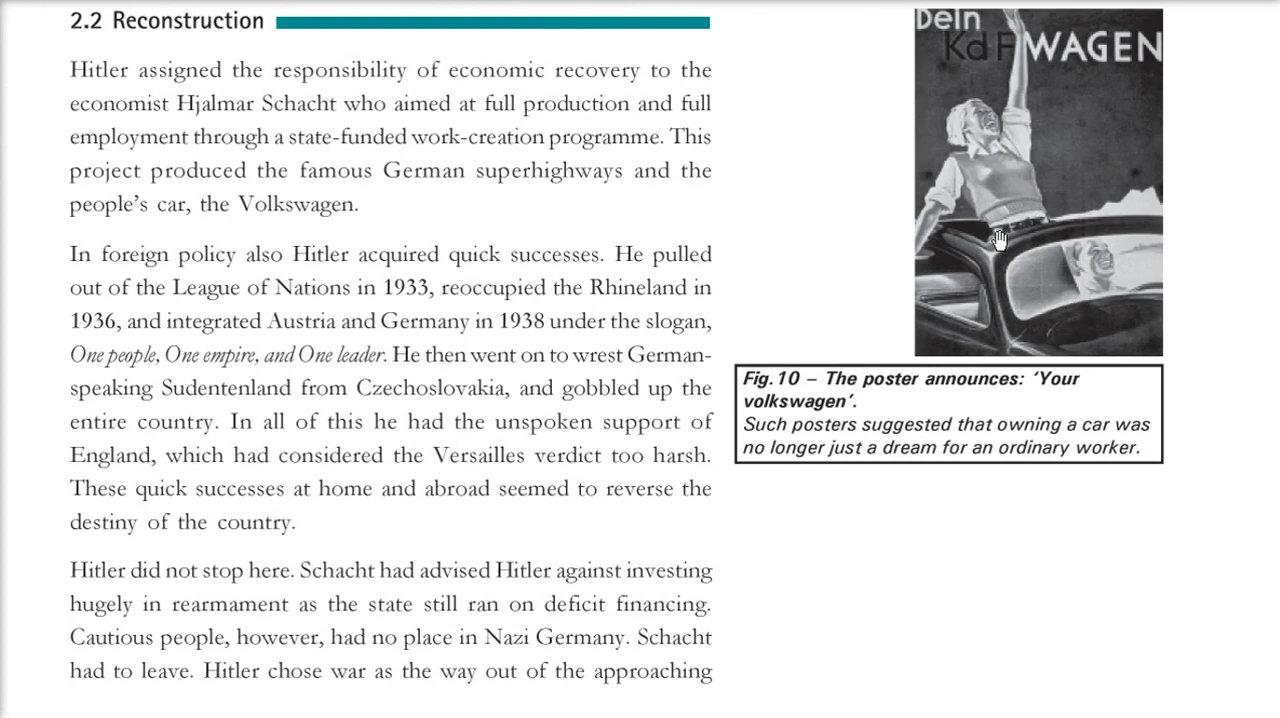 2.2 Reconstruction
Hitler assigned the responsibility of economic recovery to the
economist Hjalmar Schacht who aimed at full production and full
employment through a state-funded work-creation programme. This
project produced the famous German superhighways and the
people's car, the Volkswagen.
In foreign policy also Hitler acquired quick successes. He pulled
out of the League of Nations in 1933, reoccupied the Rhineland in
1936, and integrated Austria and Germany in 1938 under the slogan,
One people, One empire, and One leader. He then went on to wrest German-
speaking Sudentenland from Czechoslovakia, and gobbled up the
entire country. In all of this he had the unspoken support of
England, which had considered the Versailles verdict too harsh.
These quick successes at home and abroad seemed to reverse the
destiny of the country.
Hitler did not stop here. Schacht had advised Hitler against investing
hugely in rearmament as the state still ran on deficit financing.
Cautious people, however, had no place in Nazi Germany. Schacht
had to leave. Hitler chose war as the way out of the approaching
Dein
KdF WAGEN
Fig.10 – The poster announces: ‘Your
volkswagen’.
Such posters suggested that owning a car was
no longer just a dream for an ordinary worker.